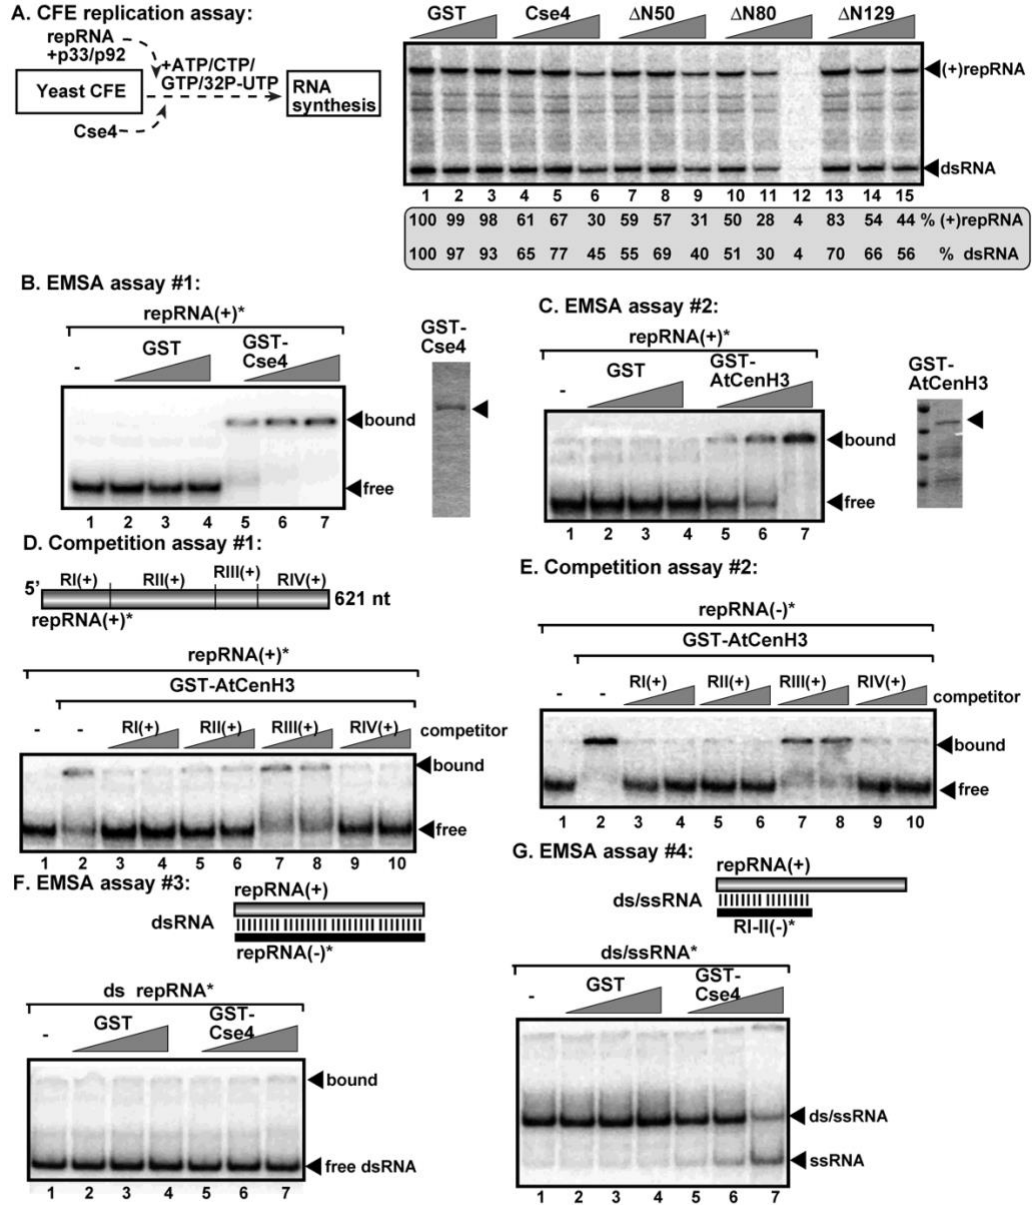 A. CFE replication assay:
repRNA
+p33/p92
+ATP/CTP/
GTP/32P-UTP
Yeast CFE
RNA
synthesis
Cse4
GST Cse4 ΔN50 ΔN80 ΔN129
(+)repRNA
dsRNA
1 2 3 4 5 6 7 8 9 10 11 12 13 14 15
100 99 98 61 67 30 59 57 31 50 28 4 83 54 44 % (+)repRNA
100 97 93 65 77 45 55 69 40 51 30 4 70 66 56 % dsRNA
B. EMSA assay #1:
repRNA(+)*
- GST GST-
Cse4
bound
free
1 2 3 4 5 6 7
GST-
Cse4
C. EMSA assay #2:
repRNA(+)*
- GST GST-
AtCenH3
bound
free
1 2 3 4 5 6 7
GST-
AtCenH3
D. Competition assay #1:
5' RI(+) RII(+) RIII(+) RIV(+)
621 nt
repRNA(+)*
repRNA(+)*
GST-AtCenH3
- - RI(+) RII(+) RIII(+) RIV(+) competitor
bound
free
1 2 3 4 5 6 7 8 9 10
E. Competition assay #2:
repRNA(-)*
GST-AtCenH3
- - RI(+) RII(+) RIII(+) RIV(+) competitor
bound
free
1 2 3 4 5 6 7 8 9 10
F. EMSA assay #3:
repRNA(+)
dsRNA
repRNA(-)*
ds repRNA*
- GST GST-
Cse4
bound
free dsRNA
1 2 3 4 5 6 7
G. EMSA assay #4:
repRNA(+)
ds/ssRNA
RI-II(-)*
ds/ssRNA*
- GST GST-
Cse4
ds/ssRNA
ssRNA
1 2 3 4 5 6 7